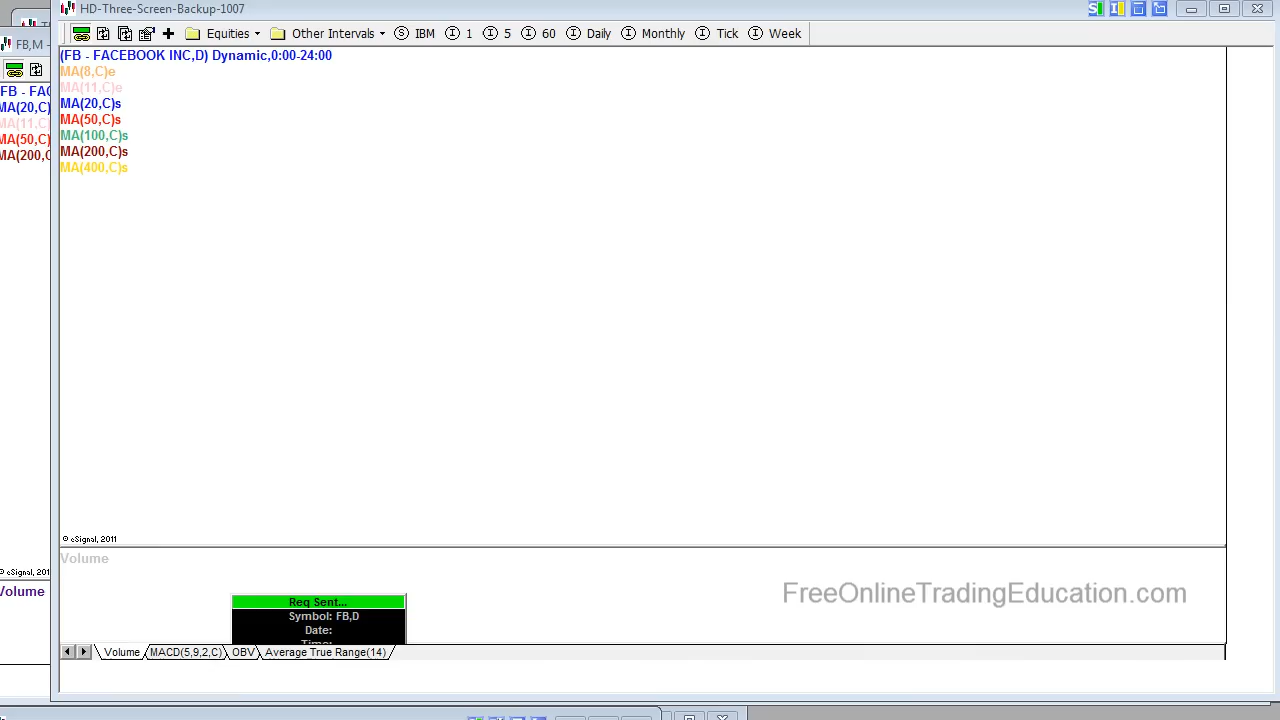 HD-Three-Screen-Backup-1007
Equities
Other Intervals
S IBM
I 1
I 5
I 60
I Daily
I Monthly
I Tick
I Week
FB,M -
FB - FAC
MA(20,C)
MA(11,C)
MA(50,C)
MA(200,C
© eSignal, 201
Volume
(FB - FACEBOOK INC,D) Dynamic,0:00-24:00
MA(8,C)e
MA(11,C)e
MA(20,C)s
MA(50,C)s
MA(100,C)s
MA(200,C)s
MA(400,C)s
© eSignal, 2011
Volume
Req Sent...
Symbol: FB,D
Date:
Time:
FreeOnlineTradingEducation.com
Volume
MACD(5,9,2,C)
OBV
Average True Range(14)